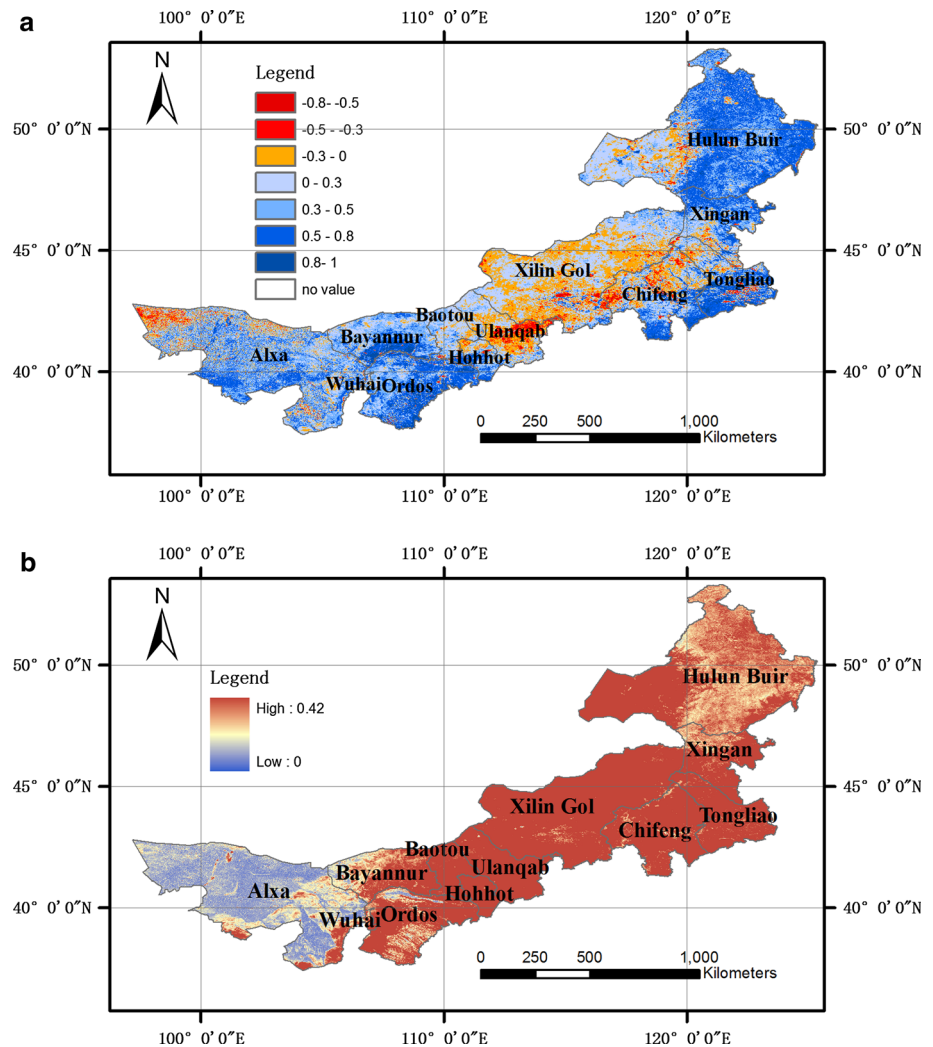 a
100° 0′ 0″E 110° 0′ 0″E 120° 0′ 0″E
N
Legend
-0.8- -0.5
-0.5 - -0.3
-0.3 - 0
0 - 0.3
0.3 - 0.5
0.5 - 0.8
0.8- 1
no value
50° 0′ 0″N 50° 0′ 0″N
45° 0′ 0″N 45° 0′ 0″N
40° 0′ 0″N 40° 0′ 0″N
Hulun Buir
Xingan
Xilin Gol
Tongliao
Chifeng
Baotou
Ulanqab
Bayannur
Hohhot
Alxa
Wuhai Ordos
0 250 500 1,000
Kilometers
100° 0′ 0″E 110° 0′ 0″E 120° 0′ 0″E
b
100° 0′ 0″E 110° 0′ 0″E 120° 0′ 0″E
N
Legend
High : 0.42
Low : 0
50° 0′ 0″N 50° 0′ 0″N
45° 0′ 0″N 45° 0′ 0″N
40° 0′ 0″N 40° 0′ 0″N
Hulun Buir
Xingan
Xilin Gol
Tongliao
Chifeng
Baotou
Ulanqab
Bayannur
Alxa
Hohhot
Wuhai Ordos
0 250 500 1,000
Kilometers
100° 0′ 0″E 110° 0′ 0″E 120° 0′ 0″E